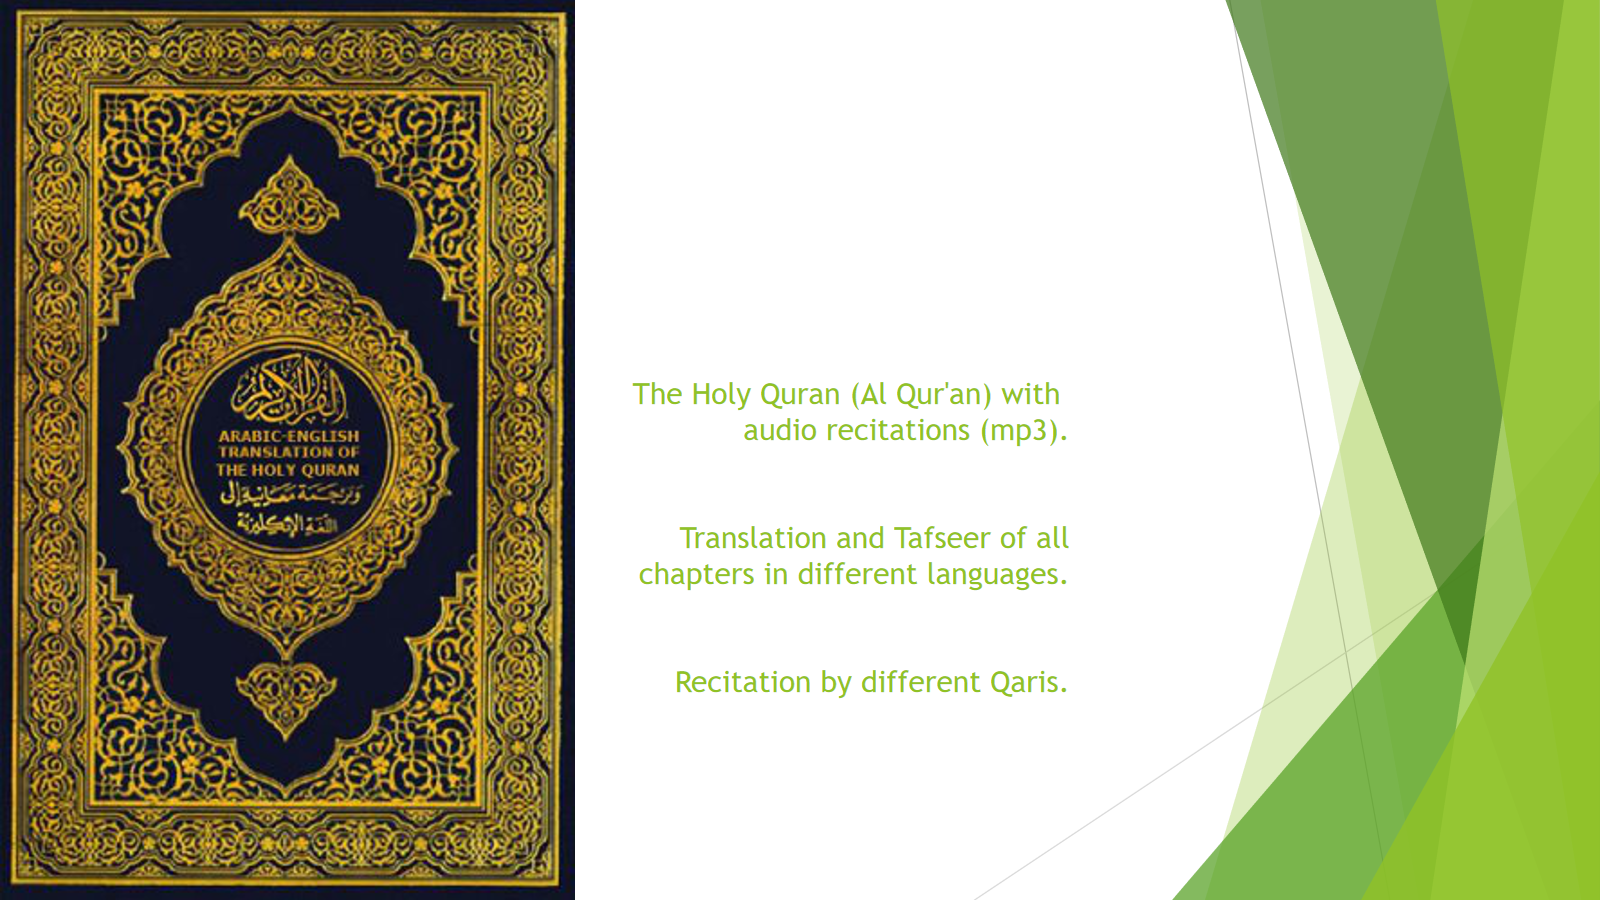 القرآن الكريم
ARABIC-ENGLISH
TRANSLATION OF
THE HOLY QURAN
وترجمة معانيه إلى
اللغة الإنكليزية
The Holy Quran (Al Qur'an) with
audio recitations (mp3).
Translation and Tafseer of all
chapters in different languages.
Recitation by different Qaris.